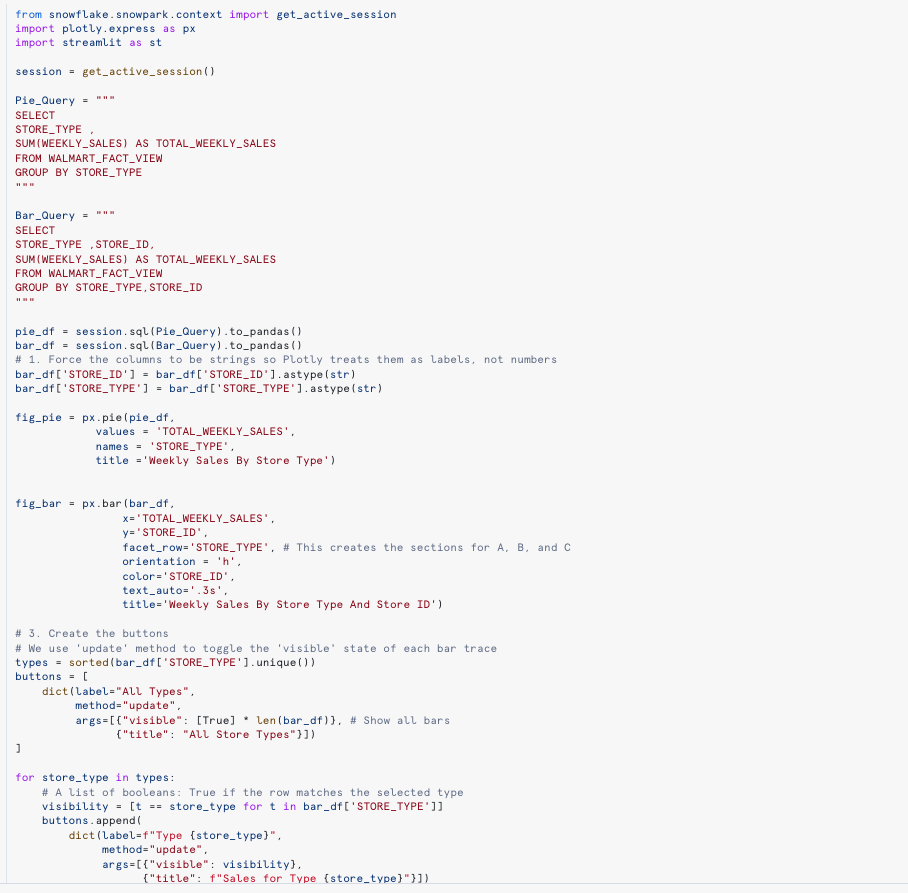 from snowflake.snowpark.context import get_active_session
import plotly.express as px
import streamlit as st
session = get_active_session()
Pie_Query = """
SELECT
STORE_TYPE ,
SUM(WEEKLY_SALES) AS TOTAL_WEEKLY_SALES
FROM WALMART_FACT_VIEW
GROUP BY STORE_TYPE
"""
Bar_Query = """
SELECT
STORE_TYPE ,STORE_ID,
SUM(WEEKLY_SALES) AS TOTAL_WEEKLY_SALES
FROM WALMART_FACT_VIEW
GROUP BY STORE_TYPE,STORE_ID
"""
pie_df = session.sql(Pie_Query).to_pandas()
bar_df = session.sql(Bar_Query).to_pandas()
# 1. Force the columns to be strings so Plotly treats them as labels, not numbers
bar_df['STORE_ID'] = bar_df['STORE_ID'].astype(str)
bar_df['STORE_TYPE'] = bar_df['STORE_TYPE'].astype(str)
fig_pie = px.pie(pie_df,
            values = 'TOTAL_WEEKLY_SALES',
            names = 'STORE_TYPE',
            title ='Weekly Sales By Store Type')
fig_bar = px.bar(bar_df,
                x='TOTAL_WEEKLY_SALES',
                y='STORE_ID',
                facet_row='STORE_TYPE', # This creates the sections for A, B, and C
                orientation = 'h',
                color='STORE_ID',
                text_auto='.3s',
                title='Weekly Sales By Store Type And Store ID')
# 3. Create the buttons
# We use 'update' method to toggle the 'visible' state of each bar trace
types = sorted(bar_df['STORE_TYPE'].unique())
buttons = [
    dict(label="All Types",
         method="update",
         args=[{"visible": [True] * len(bar_df)}, # Show all bars
               {"title": "All Store Types"}])
]
for store_type in types:
    # A list of booleans: True if the row matches the selected type
    visibility = [t == store_type for t in bar_df['STORE_TYPE']]
    buttons.append(
        dict(label=f"Type {store_type}",
             method="update",
             args=[{"visible": visibility},
                   {"title": f"Sales for Type {store_type}"}])